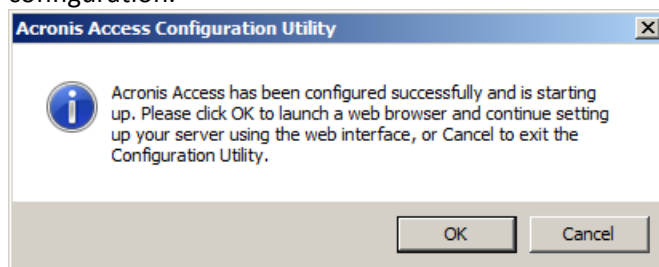 configuration.
Acronis Access Configuration Utility
Acronis Access has been configured successfully and is starting
up. Please click OK to launch a web browser and continue setting
up your server using the web interface, or Cancel to exit the
Configuration Utility.
OK Cancel